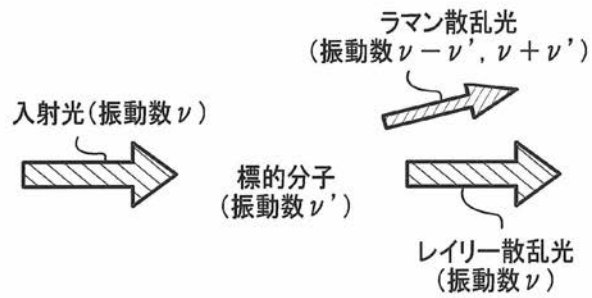 ラマン散乱光
(振動数ν-ν',ν+ν')
入射光(振動数ν)
標的分子
(振動数ν')
レイリー散乱光
(振動数ν)